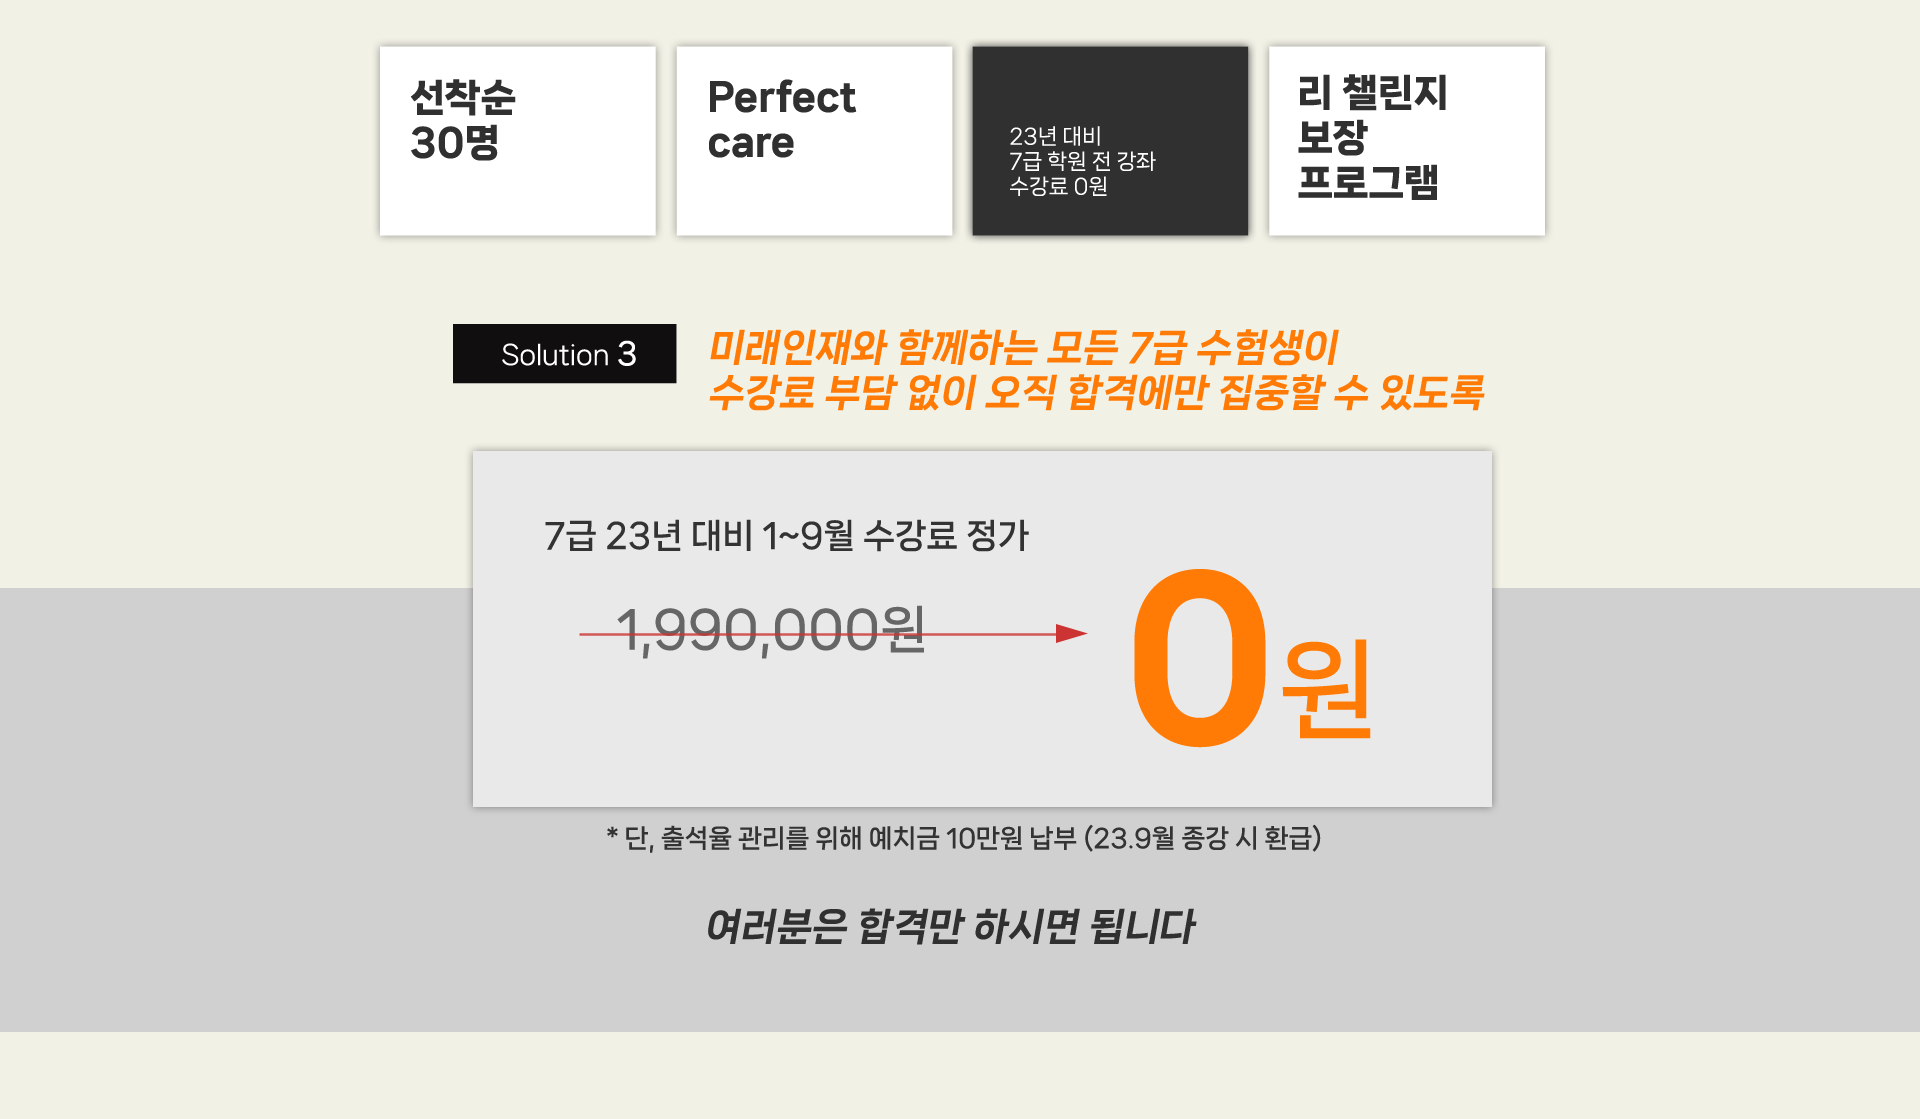 선착순
30명
Perfect
care
23년 대비
7급 학원 전 강좌
수강료 0원
리 챌린지
보장
프로그램
Solution 3
미래인재와 함께하는 모든 7급 수험생이
수강료 부담 없이 오직 합격에만 집중할 수 있도록
7급 23년 대비 1~9월 수강료 정가
1,990,000원
0원
* 단, 출석율 관리를 위해 예치금 10만원 납부 (23.9월 종강 시 환급)
여러분은 합격만 하시면 됩니다